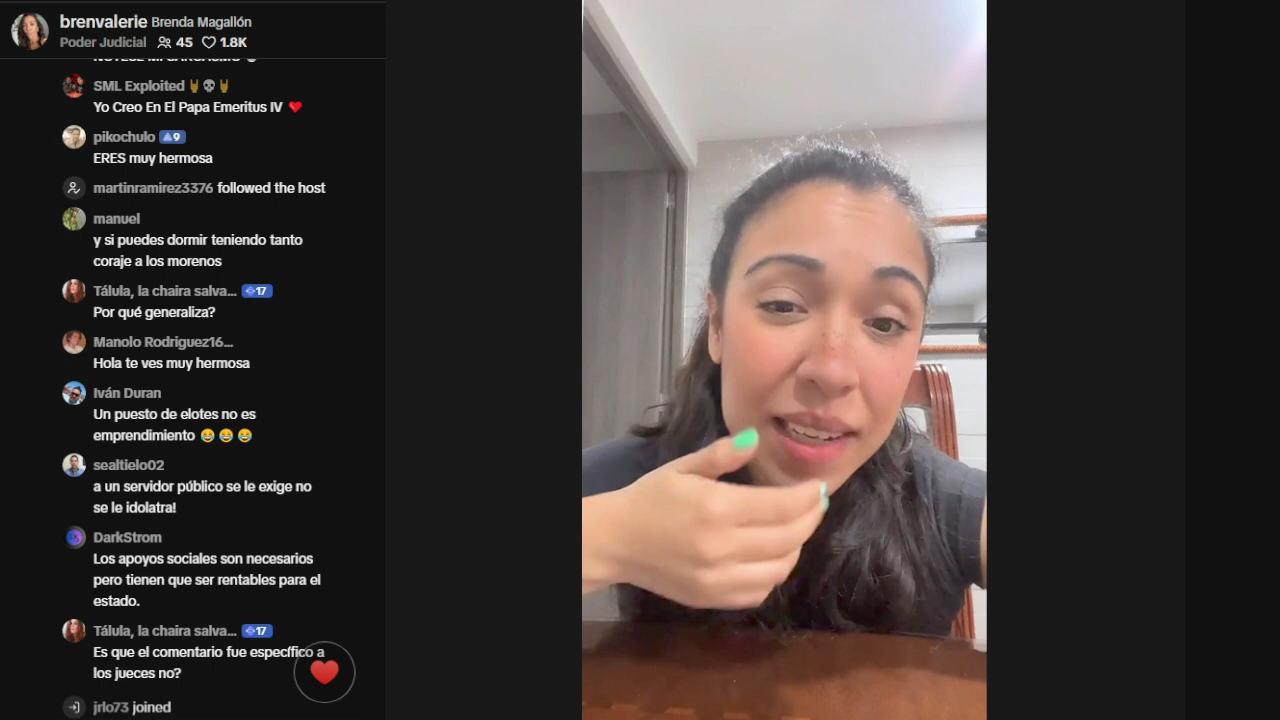 brenvalerie Brenda Magallón
Poder Judicial 45 1.8K
SML Exploited
Yo Creo En El Papa Emeritus IV
pikochulo 9
ERES muy hermosa
martinramirez3376 followed the host
manuel
y si puedes dormir teniendo tanto
coraje a los morenos
Tálula, la chaira salva... 17
Por qué generaliza?
Manolo Rodriguez16...
Hola te ves muy hermosa
Iván Duran
Un puesto de elotes no es
emprendimiento 😂 😂 😂
sealtielo02
a un servidor público se le exige no
se le idolatra!
DarkStrom
Los apoyos sociales son necesarios
pero tienen que ser rentables para el
estado.
Tálula, la chaira salva... 17
Es que el comentario fue específico a
los jueces no?
jrlo73 joined